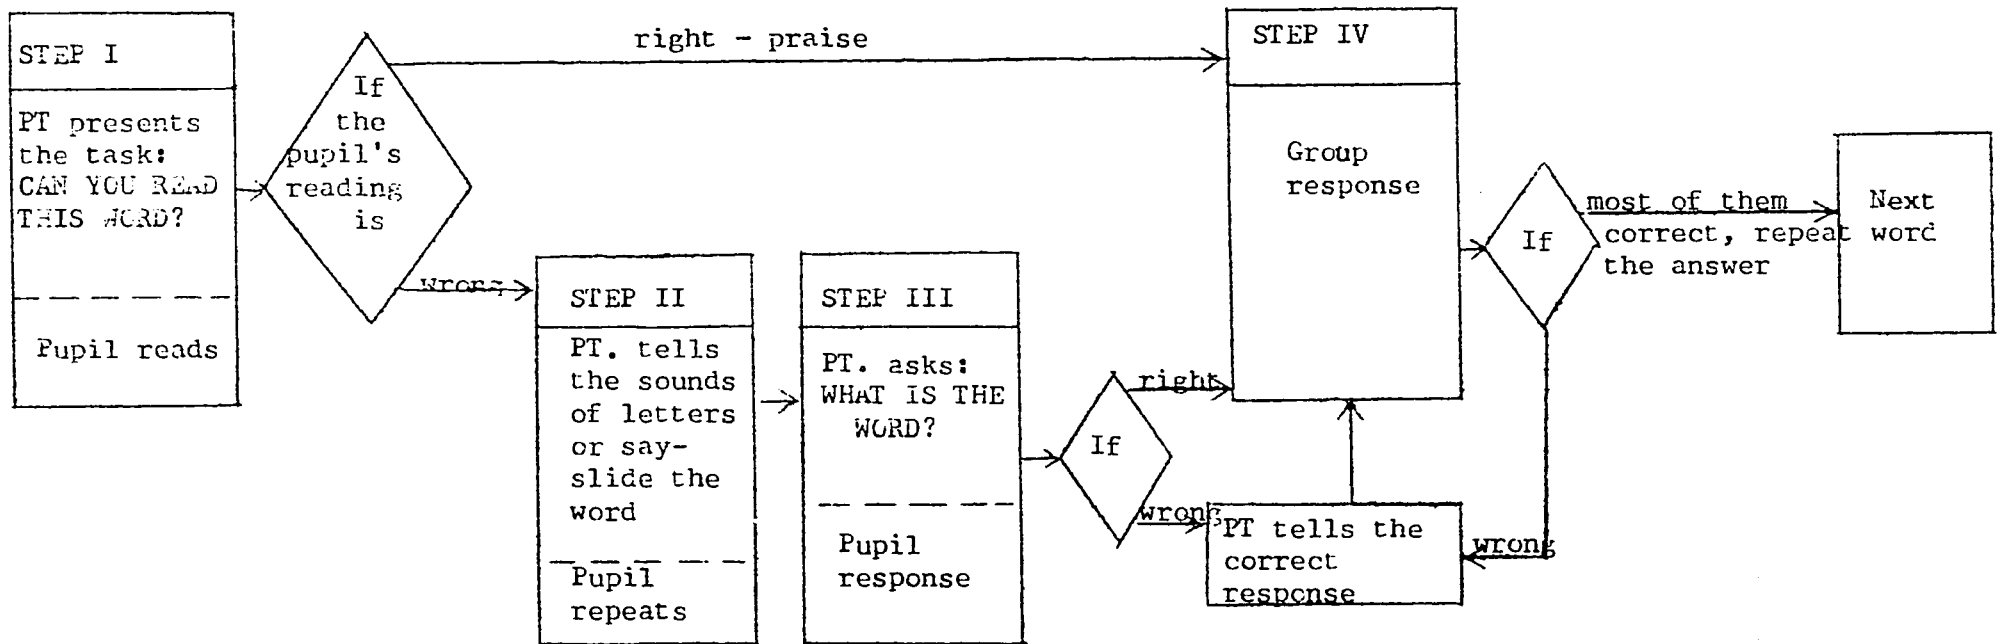 STEP I
PT presents
the task:
CAN YOU READ
THIS WORD?
Pupil reads
If
the
pupil's
reading
is
right - praise
wrong
STEP II
PT. tells
the sounds
of letters
or say-
slide the
word
Pupil
repeats
STEP III
PT. asks:
WHAT IS THE
WORD?
Pupil
response
If
right
wrong
STEP IV
Group
response
PT tells the
correct
response
If
most of them
correct, repeat
the answer
wrong
Next
word